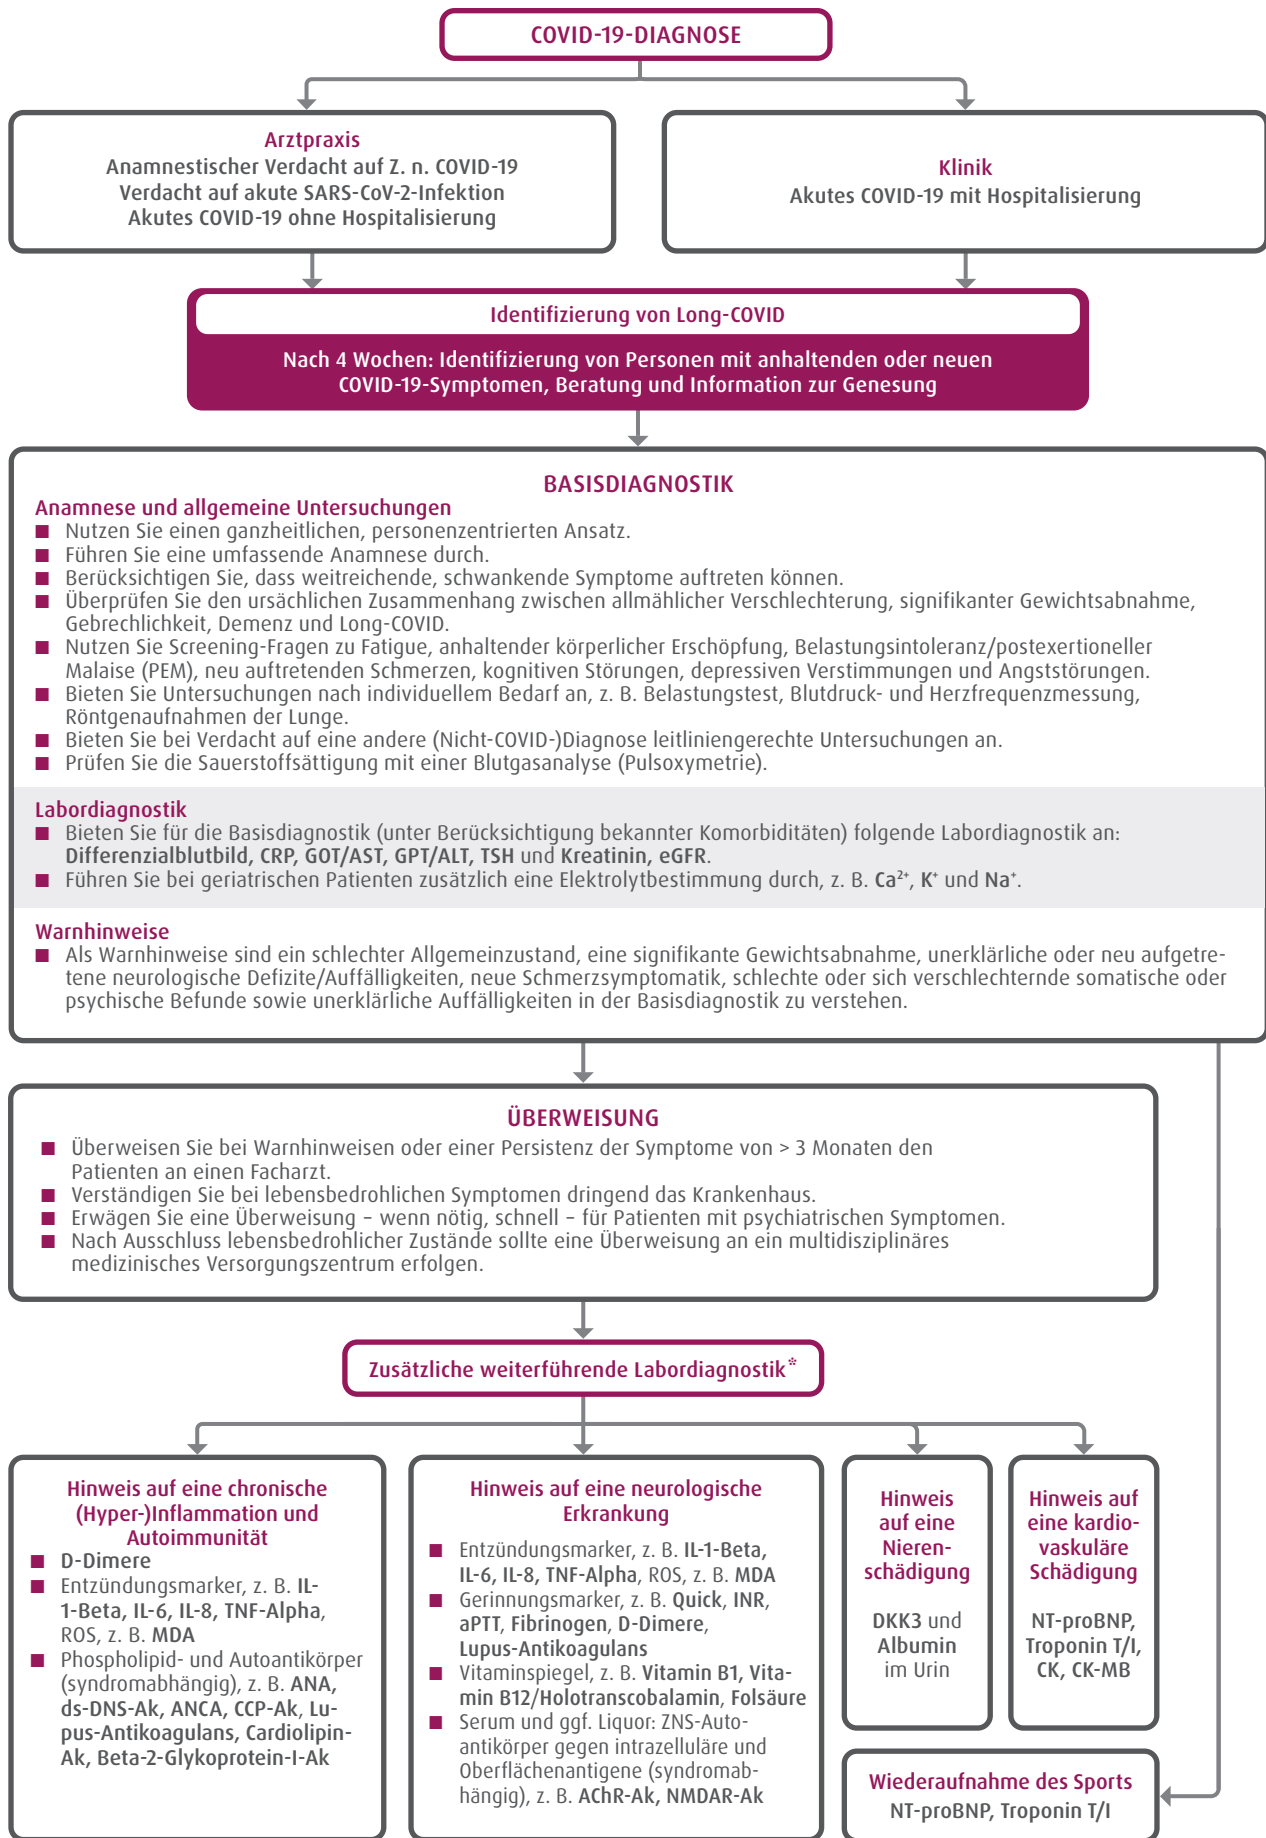 COVID-19-DIAGNOSE
Arztpraxis
Anamnestischer Verdacht auf Z. n. COVID-19
Verdacht auf akute SARS-CoV-2-Infektion
Akutes COVID-19 ohne Hospitalisierung
Klinik
Akutes COVID-19 mit Hospitalisierung
Identifizierung von Long-COVID
Nach 4 Wochen: Identifizierung von Personen mit anhaltenden oder neuen
COVID-19-Symptomen, Beratung und Information zur Genesung
BASISDIAGNOSTIK
Anamnese und allgemeine Untersuchungen
■ Nutzen Sie einen ganzheitlichen, personenzentrierten Ansatz.
■ Führen Sie eine umfassende Anamnese durch.
■ Berücksichtigen Sie, dass weitreichende, schwankende Symptome auftreten können.
■ Überprüfen Sie den ursächlichen Zusammenhang zwischen allmählicher Verschlechterung, signifikanter Gewichtsabnahme,
Gebrechlichkeit, Demenz und Long-COVID.
■ Nutzen Sie Screening-Fragen zu Fatigue, anhaltender körperlicher Erschöpfung, Belastungsintoleranz/postexertioneller
Malaise (PEM), neu auftretenden Schmerzen, kognitiven Störungen, depressiven Verstimmungen und Angststörungen.
■ Bieten Sie Untersuchungen nach individuellem Bedarf an, z. B. Belastungstest, Blutdruck- und Herzfrequenzmessung,
Röntgenaufnahmen der Lunge.
■ Bieten Sie bei Verdacht auf eine andere (Nicht-COVID-)Diagnose leitliniengerechte Untersuchungen an.
■ Prüfen Sie die Sauerstoffsättigung mit einer Blutgasanalyse (Pulsoxymetrie).
Labordiagnostik
■ Bieten Sie für die Basisdiagnostik (unter Berücksichtigung bekannter Komorbiditäten) folgende Labordiagnostik an:
Differenzialblutbild, CRP, GOT/AST, GPT/ALT, TSH und Kreatinin, eGFR.
■ Führen Sie bei geriatrischen Patienten zusätzlich eine Elektrolytbestimmung durch, z. B. Ca²⁺, K⁺ und Na⁺.
Warnhinweise
■ Als Warnhinweise sind ein schlechter Allgemeinzustand, eine signifikante Gewichtsabnahme, unerklärliche oder neu aufgetre-
tene neurologische Defizite/Auffälligkeiten, neue Schmerzsymptomatik, schlechte oder sich verschlechternde somatische oder
psychische Befunde sowie unerklärliche Auffälligkeiten in der Basisdiagnostik zu verstehen.
ÜBERWEISUNG
■ Überweisen Sie bei Warnhinweisen oder einer Persistenz der Symptome von > 3 Monaten den
Patienten an einen Facharzt.
■ Verständigen Sie bei lebensbedrohlichen Symptomen dringend das Krankenhaus.
■ Erwägen Sie eine Überweisung – wenn nötig, schnell – für Patienten mit psychiatrischen Symptomen.
■ Nach Ausschluss lebensbedrohlicher Zustände sollte eine Überweisung an ein multidisziplinäres
medizinisches Versorgungszentrum erfolgen.
Zusätzliche weiterführende Labordiagnostik*
Hinweis auf eine chronische
(Hyper-)Inflammation und
Autoimmunität
■ D-Dimere
■ Entzündungsmarker, z. B. IL-
1-Beta, IL-6, IL-8, TNF-Alpha,
ROS, z. B. MDA
■ Phospholipid- und Autoantikörper
(syndromabhängig), z. B. ANA,
ds-DNS-Ak, ANCA, CCP-Ak, Lu-
pus-Antikoagulans, Cardiolipin-
Ak, Beta-2-Glykoprotein-I-Ak
Hinweis auf eine neurologische
Erkrankung
■ Entzündungsmarker, z. B. IL-1-Beta,
IL-6, IL-8, TNF-Alpha, ROS, z. B. MDA
■ Gerinnungsmarker, z. B. Quick, INR,
aPTT, Fibrinogen, D-Dimere,
Lupus-Antikoagulans
■ Vitaminspiegel, z. B. Vitamin B1, Vita-
min B12/Holotranscobalamin, Folsäure
■ Serum und ggf. Liquor: ZNS-Auto-
antikörper gegen intrazelluläre und
Oberflächenantigene (syndromab-
hängig), z. B. AChR-Ak, NMDAR-Ak
Hinweis
auf eine
Nieren-
schädigung
DKK3 und
Albumin
im Urin
Hinweis auf
eine kardio-
vaskuläre
Schädigung
NT-proBNP,
Troponin T/I,
CK, CK-MB
Wiederaufnahme des Sports
NT-proBNP, Troponin T/I